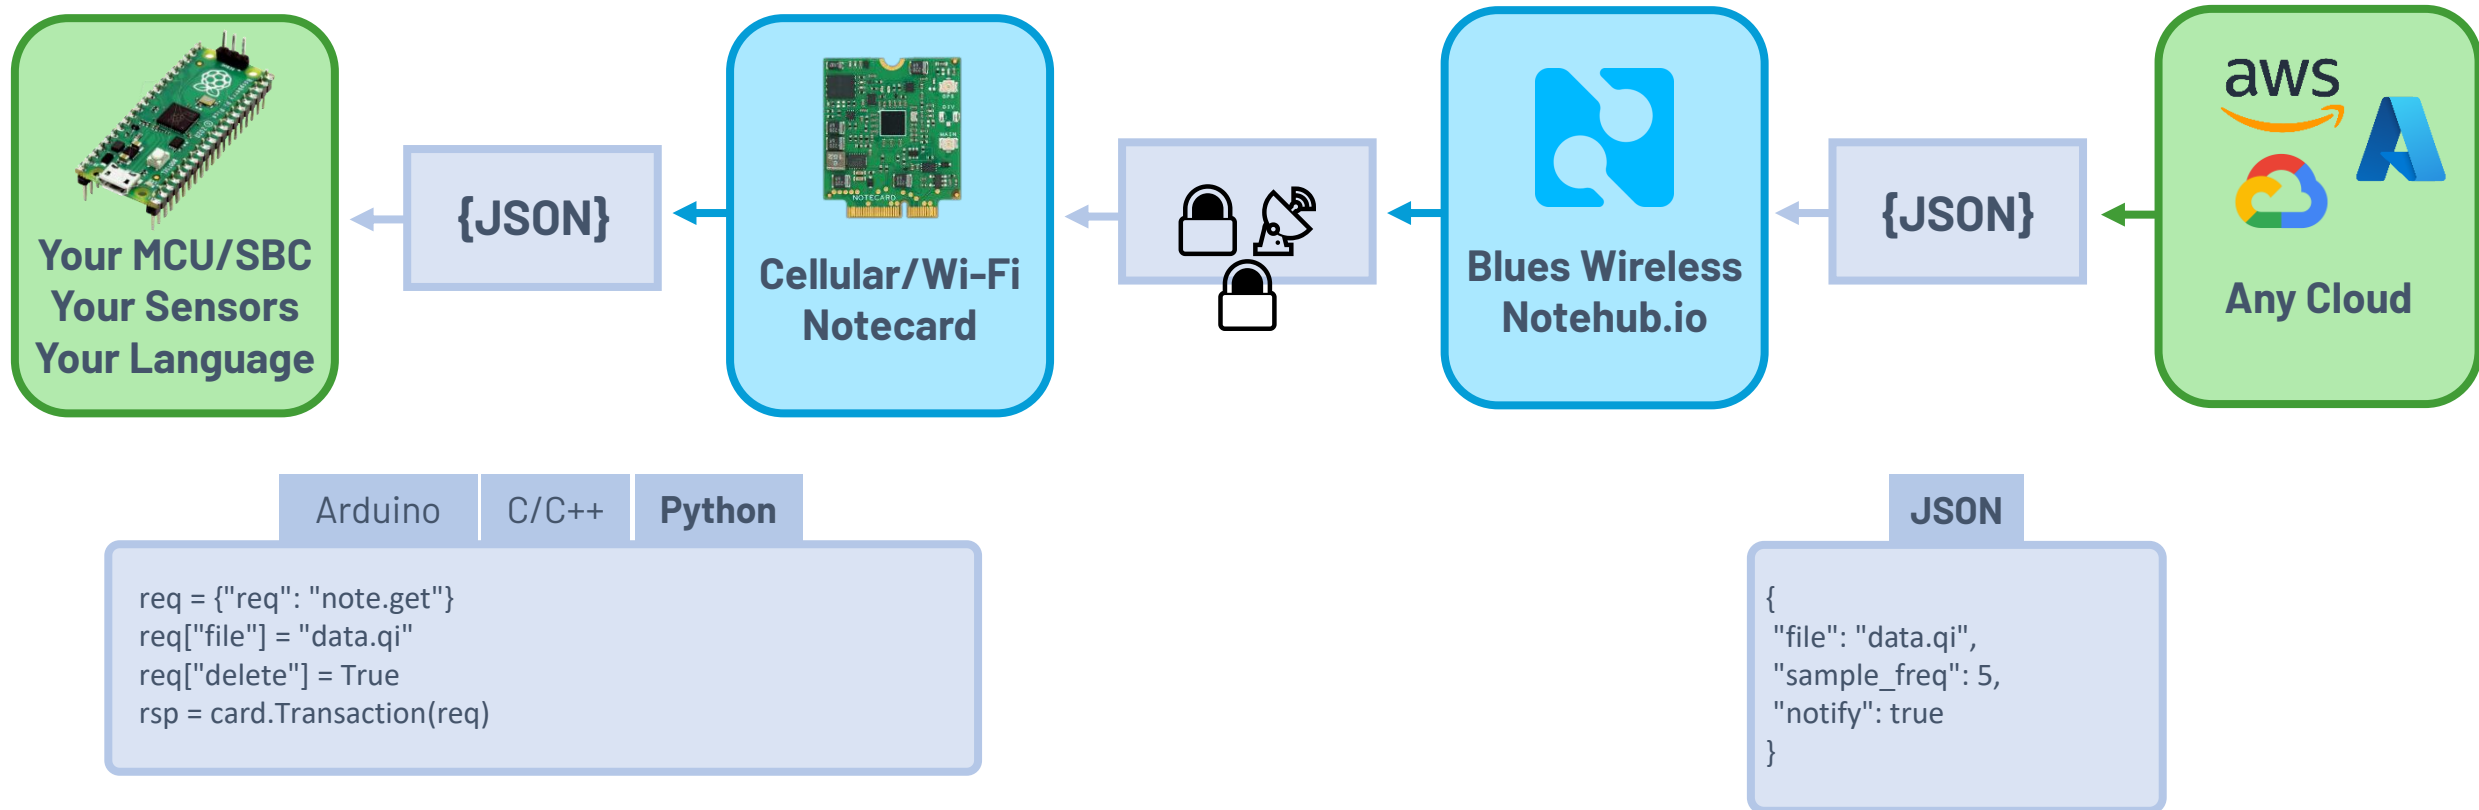 Your MCU/SBC
Your Sensors
Your Language
{JSON}
NOTECARD
Cellular/Wi-Fi
Notecard
Blues Wireless
Notehub.io
{JSON}
aws
Any Cloud
Arduino
C/C++
Python
req = {"req": "note.get"}
req["file"] = "data.qi"
req["delete"] = True
rsp = card.Transaction(req)
JSON
{
"file": "data.qi",
"sample_freq": 5,
"notify": true
}